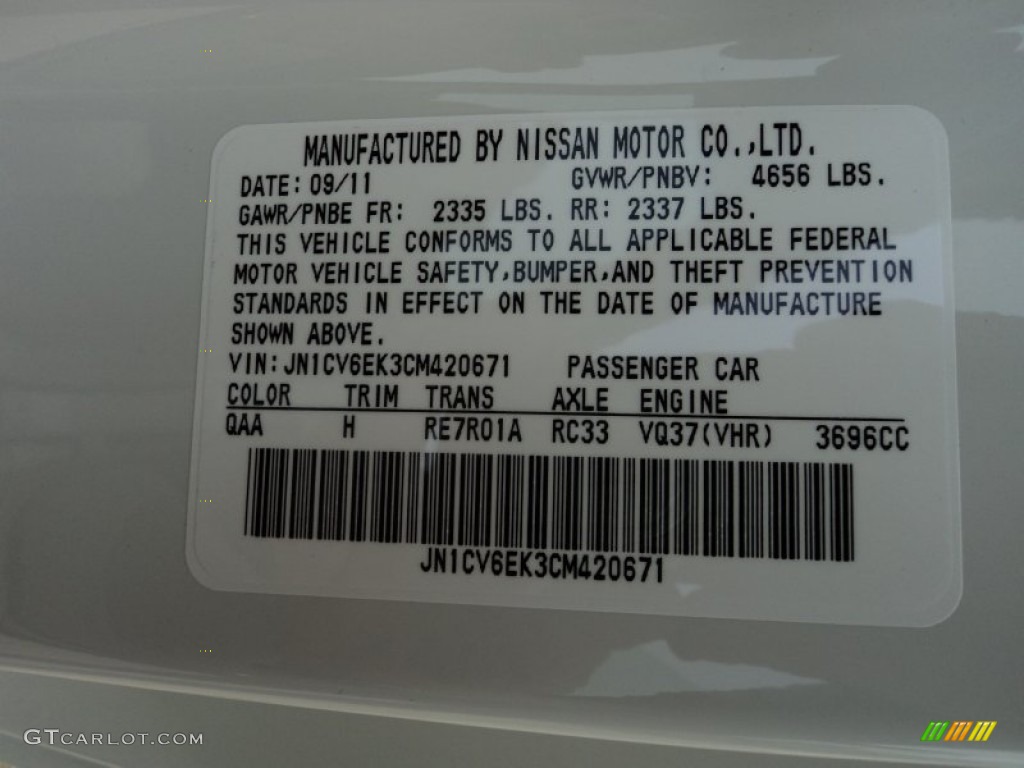 MANUFACTURED BY NISSAN MOTOR CO.,LTD.
DATE: 09/11 GVWR/PNBV: 4656 LBS.
GAWR/PNBE FR: 2335 LBS. RR: 2337 LBS.
THIS VEHICLE CONFORMS TO ALL APPLICABLE FEDERAL
MOTOR VEHICLE SAFETY,BUMPER,AND THEFT PREVENTION
STANDARDS IN EFFECT ON THE DATE OF MANUFACTURE
SHOWN ABOVE.
VIN: JN1CV6EK3CM420671 PASSENGER CAR
COLOR TRIM TRANS AXLE ENGINE
QAA H RE7R01A RC33 VQ37(VHR) 3696CC
JN1CV6EK3CM420671
GTCARLOT.COM